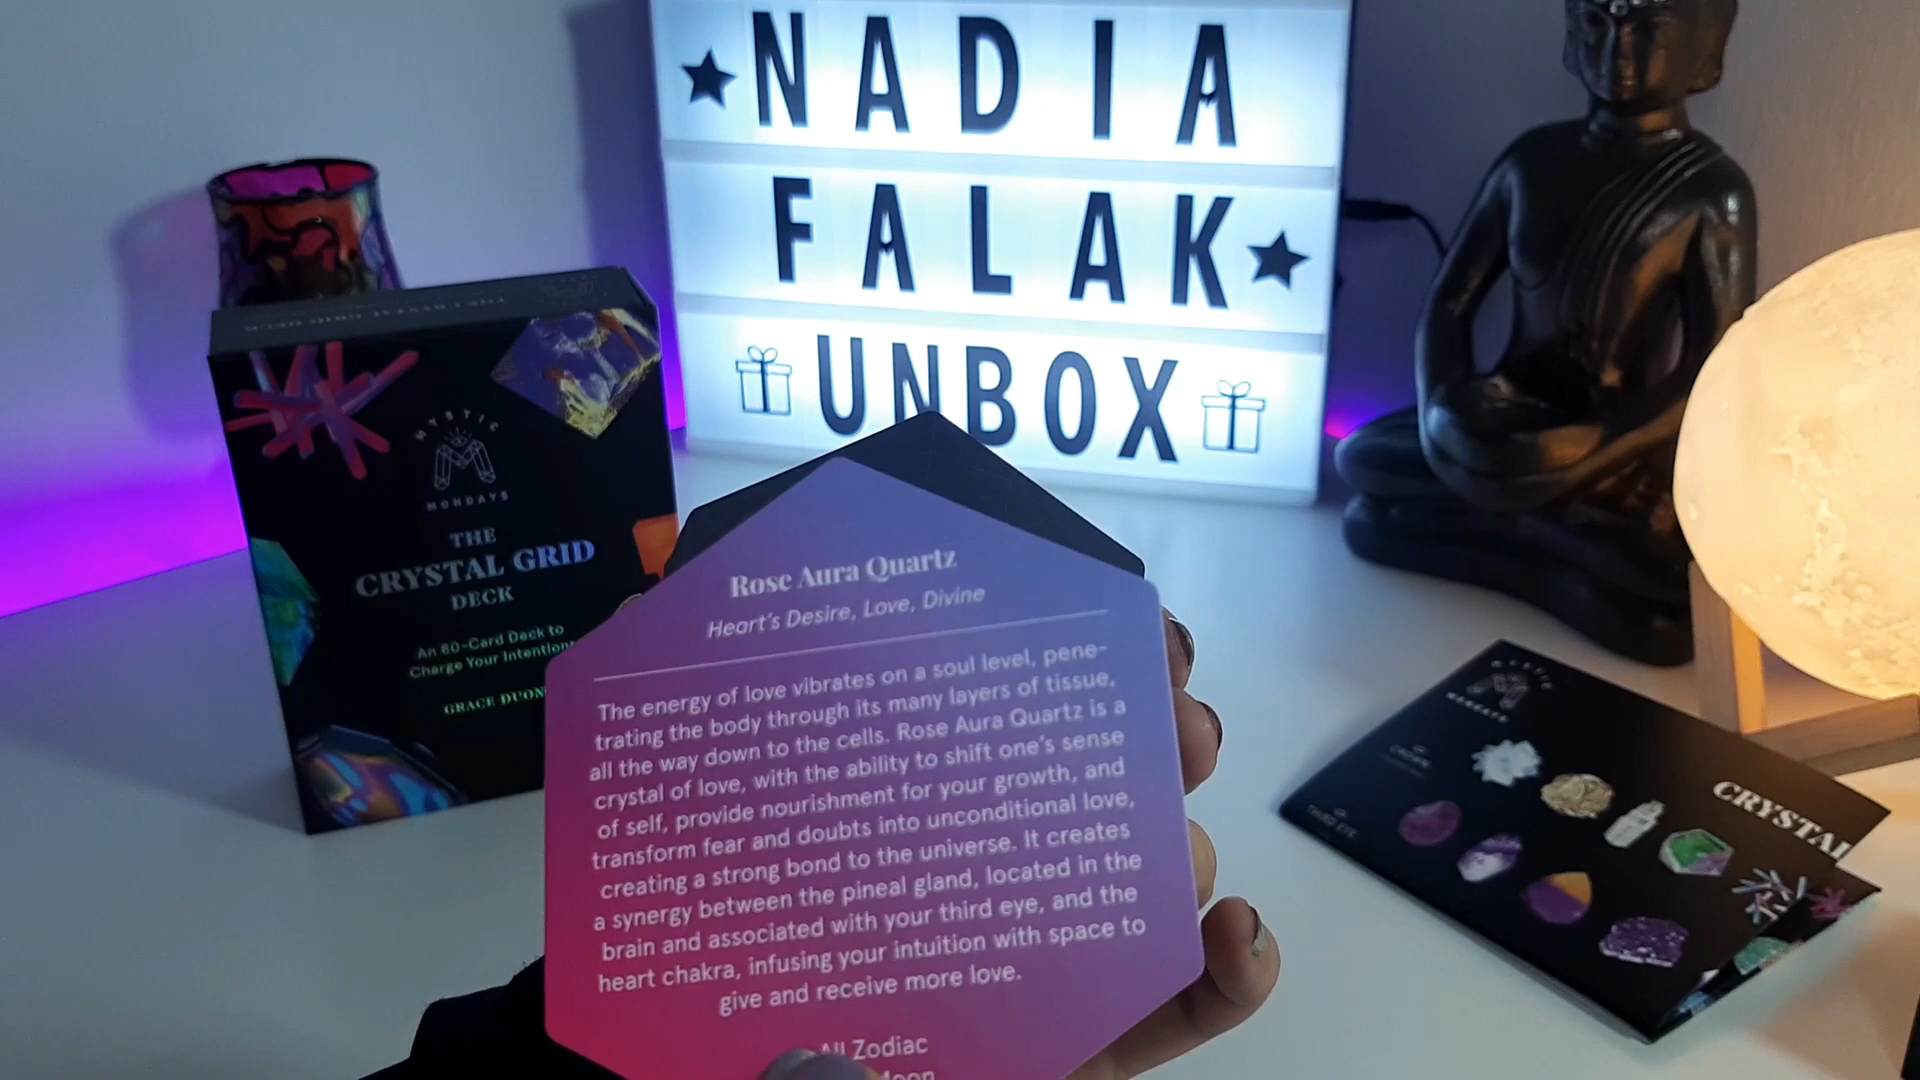 NADIA
FALAK
UNBOX
MYSTIC
MONDAYS
THE
CRYSTAL GRID
DECK
An 60-Card Deck to
Charge Your Intentions
GRACE DUON
Rose Aura Quartz
Heart's Desire, Love, Divine
The energy of love vibrates on a soul level, pene-
trating the body through its many layers of tissue,
all the way down to the cells. Rose Aura Quartz is a
crystal of love, with the ability to shift one's sense
of self, provide nourishment for your growth, and
transform fear and doubts into unconditional love,
creating a strong bond to the universe. It creates
a synergy between the pineal gland, located in the
brain and associated with your third eye, and the
heart chakra, infusing your intuition with space to
give and receive more love.
All Zodiac
Moon
MYSTIC
MONDAYS
CROWN
THIRD EYE
CRYSTAL